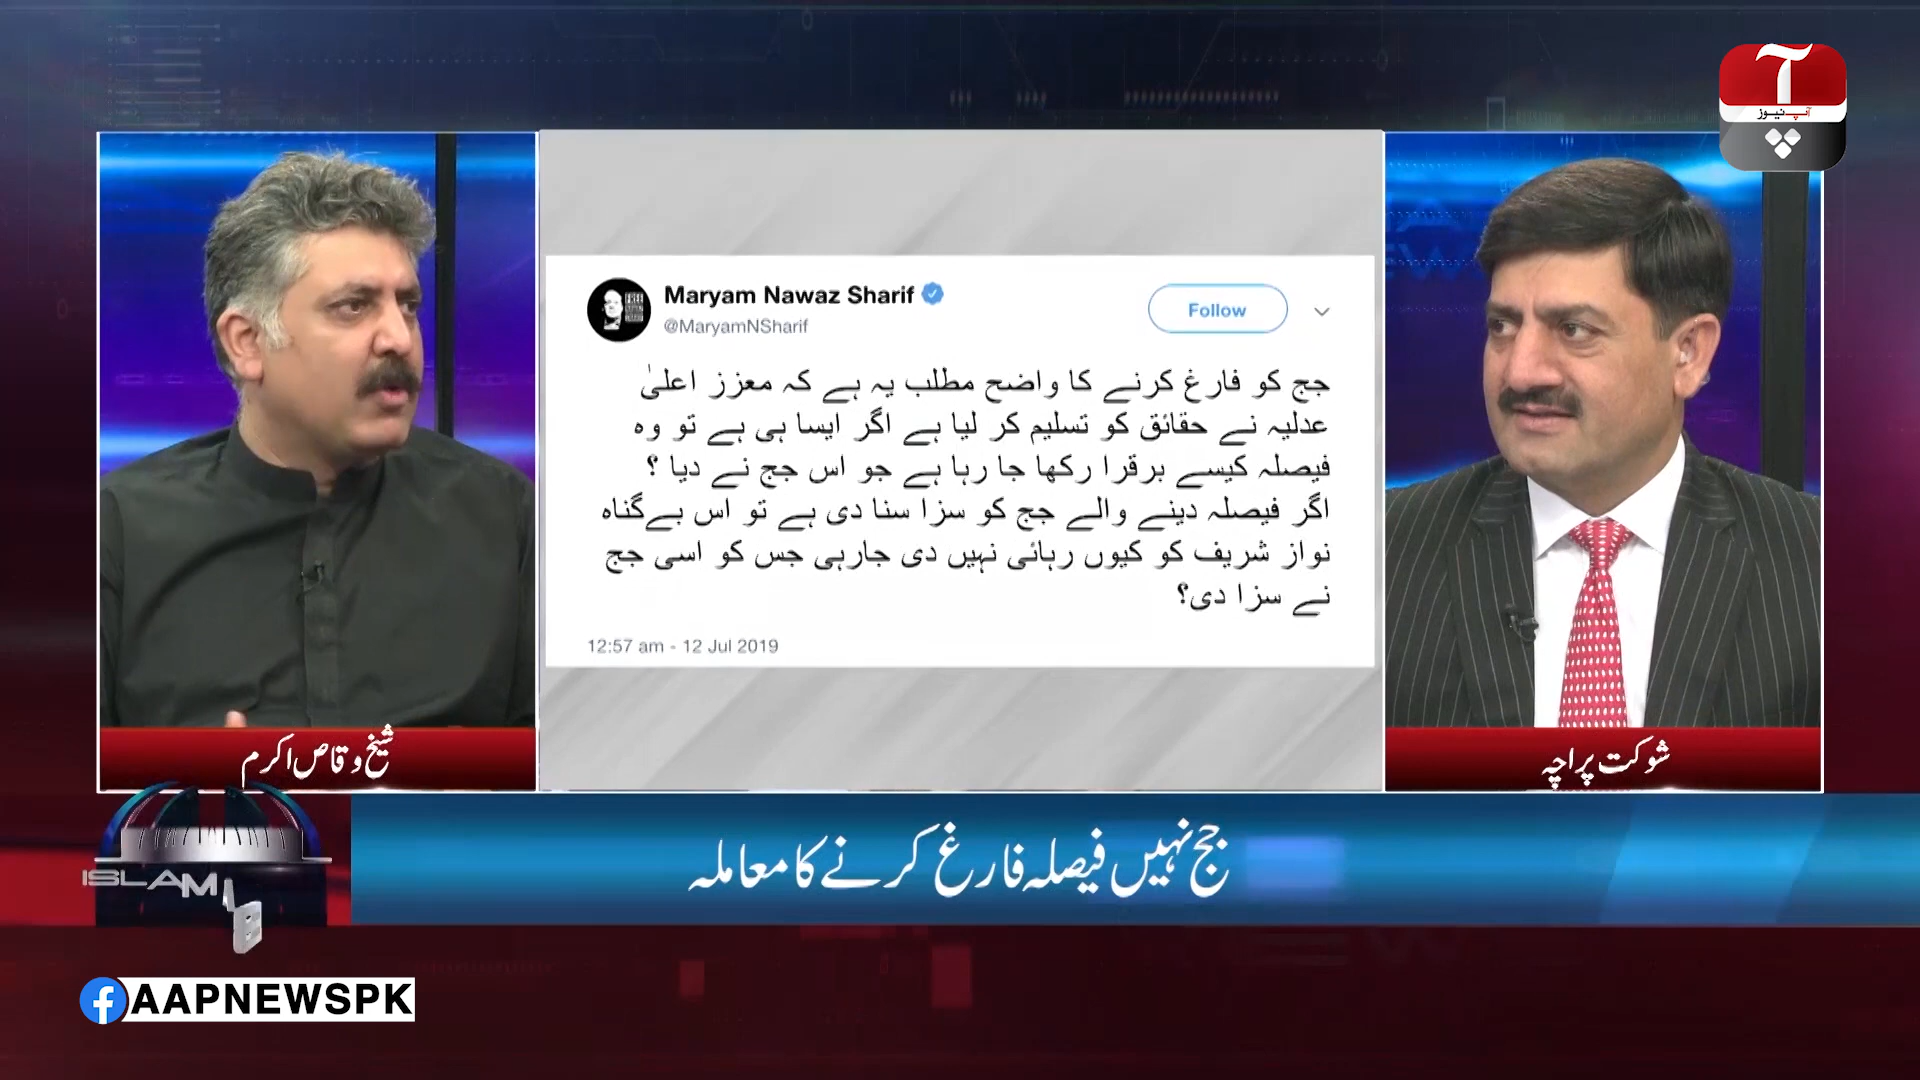 آپ نیوز
Maryam Nawaz Sharif
@MaryamNSharif
Follow
جج کو فارغ کرنے کا واضح مطلب یہ ہے کہ معزز اعلیٰ
عدلیہ نے حقائق کو تسلیم کر لیا ہے اگر ایسا ہی ہے تو وہ
فیصلہ کیسے برقرا رکھا جا رہا ہے جو اس جج نے دیا ؟
اگر فیصلہ دینے والے جج کو سزا سنا دی ہے تو اس بےگناہ
نواز شریف کو کیوں رہائی نہیں دی جارہی جس کو اسی جج
نے سزا دی؟
12:57 am - 12 Jul 2019
شیخ وقاص اکرم
شوکت پراچہ
جج نہیں فیصلہ فارغ کرنے کا معاملہ
ISLAM
AAPNEWSPK